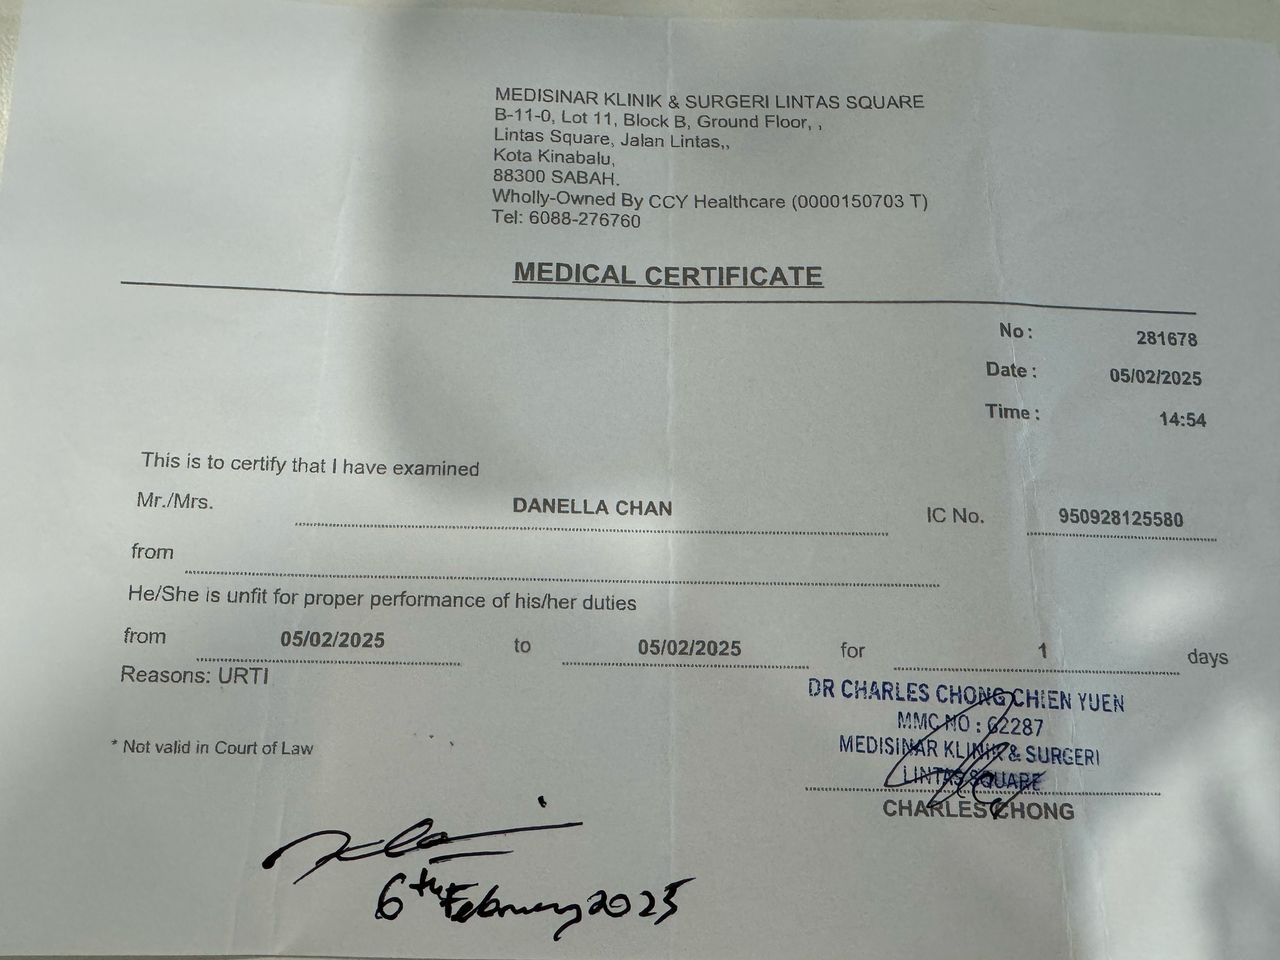 MEDISINAR KLINIK & SURGERI LINTAS SQUARE
B-11-0, Lot 11, Block B, Ground Floor, ,
Lintas Square, Jalan Lintas,,
Kota Kinabalu,
88300 SABAH.
Wholly-Owned By CCY Healthcare (0000150703 T)
Tel: 6088-276760
MEDICAL CERTIFICATE
No : 281678
Date : 05/02/2025
Time : 14:54
This is to certify that I have examined
Mr./Mrs. DANELLA CHAN IC No. 950928125580
from
He/She is unfit for proper performance of his/her duties
from 05/02/2025 to 05/02/2025 for 1 days
Reasons: URTI
DR CHARLES CHONG CHIEN YUEN
MMC NO : 62287
MEDISINAR KLINIK & SURGERI
LINTAS SQUARE
* Not valid in Court of Law
CHARLES CHONG
6th February 2025